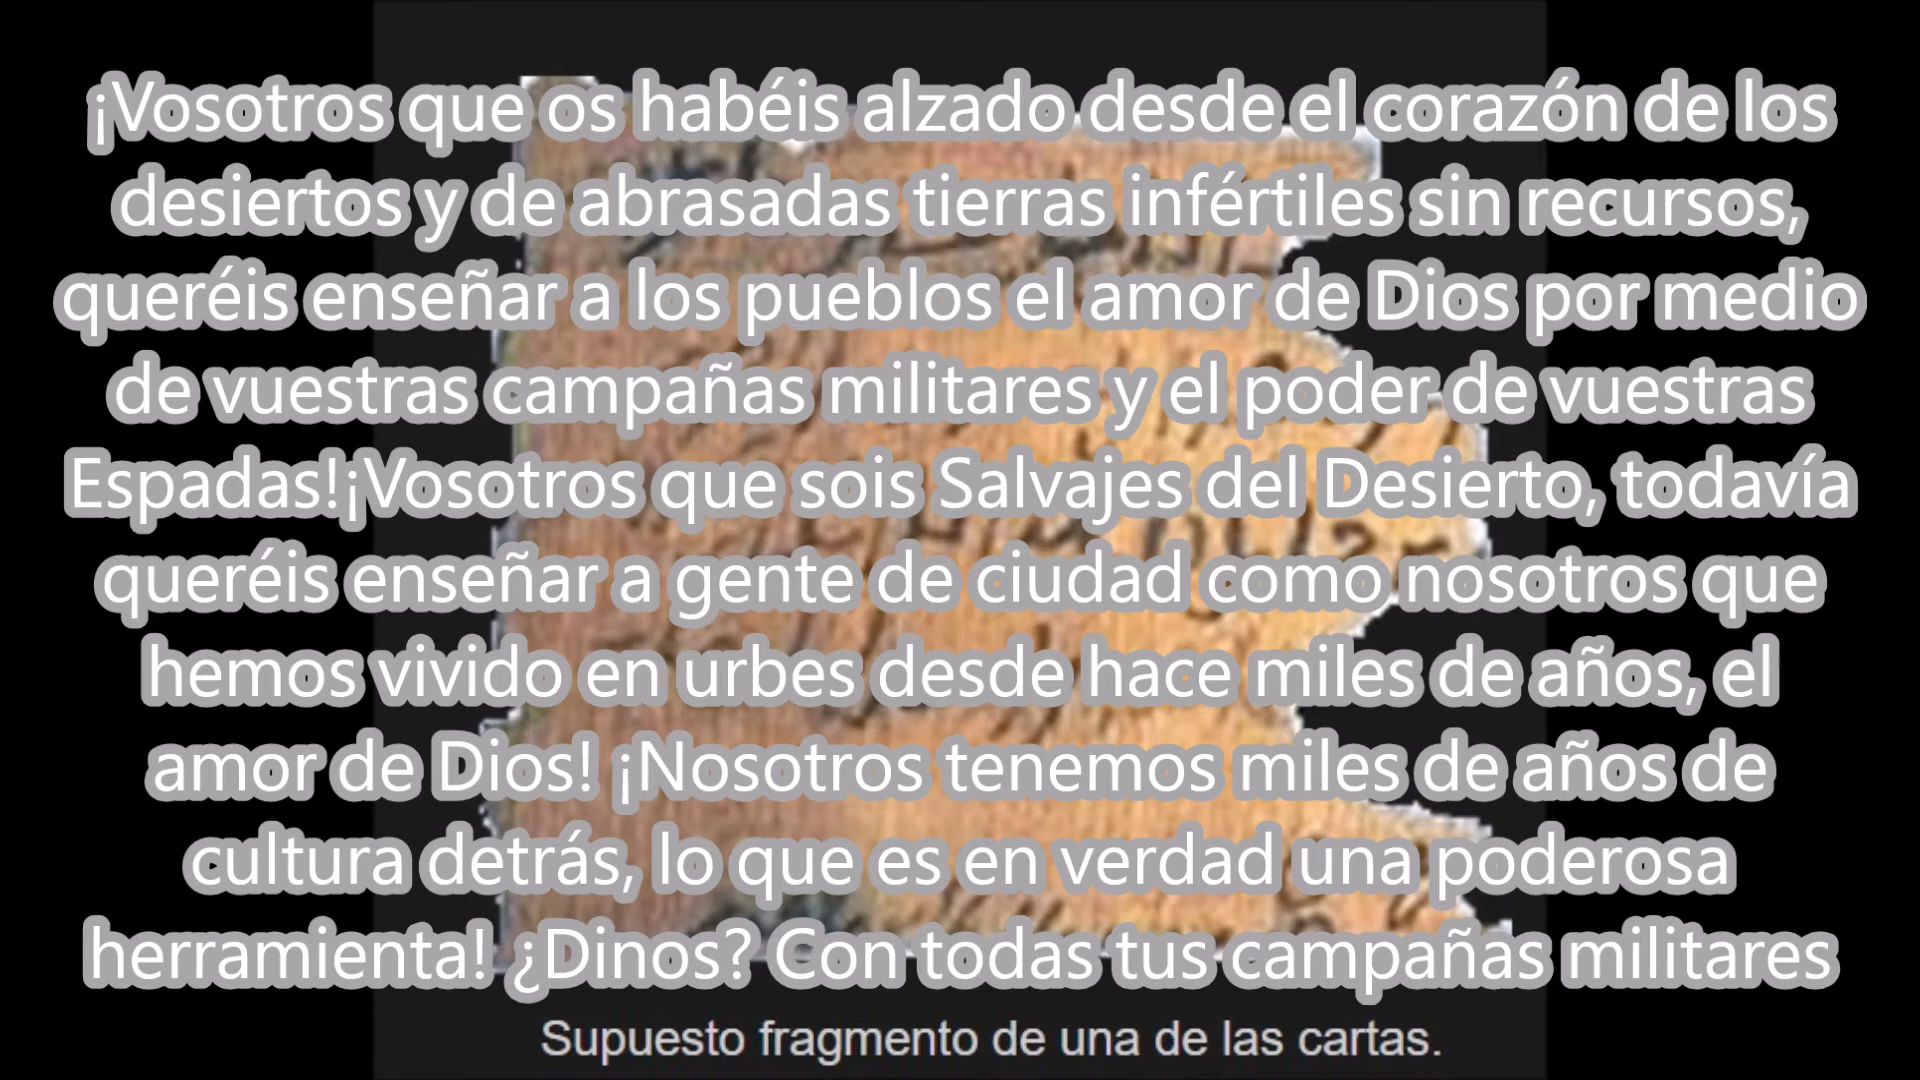 ¡Vosotros que os habéis alzado desde el corazón de los
desiertos y de abrasadas tierras infértiles sin recursos,
queréis enseñar a los pueblos el amor de Dios por medio
de vuestras campañas militares y el poder de vuestras
Espadas!¡Vosotros que sois Salvajes del Desierto, todavía
queréis enseñar a gente de ciudad como nosotros que
hemos vivido en urbes desde hace miles de años, el
amor de Dios! ¡Nosotros tenemos miles de años de
cultura detrás, lo que es en verdad una poderosa
herramienta! ¿Dinos? Con todas tus campañas militares
Supuesto fragmento de una de las cartas.